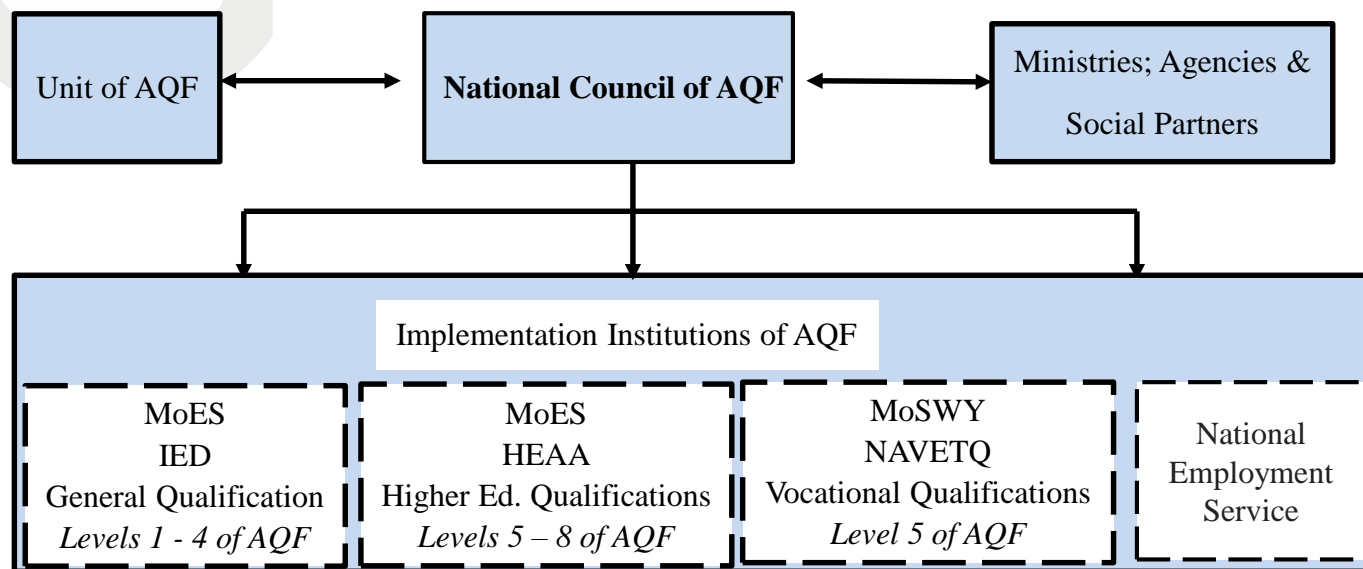 Unit of AQF
National Council of AQF
Ministries; Agencies &
Social Partners
Implementation Institutions of AQF
MoES
IED
General Qualification
Levels 1 - 4 of AQF
MoES
HEAA
Higher Ed. Qualifications
Levels 5 – 8 of AQF
MoSWY
NAVETQ
Vocational Qualifications
Level 5 of AQF
National
Employment
Service